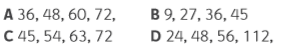 A 36, 48, 60, 72, B 9, 27, 36, 45
C 45, 54, 63, 72 D 24, 48, 56, 112,